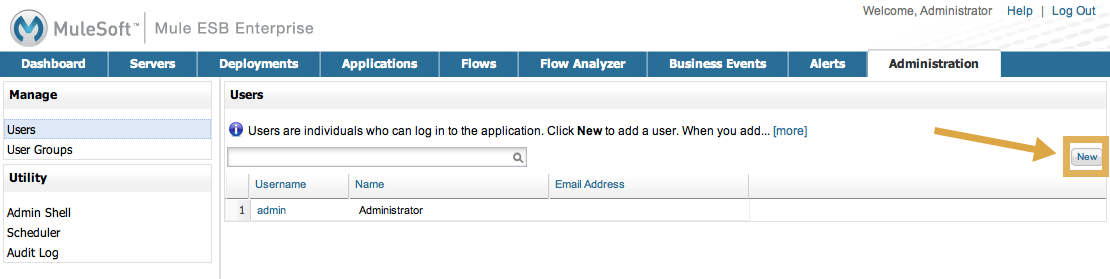 Welcome, Administrator Help | Log Out
MuleSoft™ | Mule ESB Enterprise
Dashboard Servers Deployments Applications Flows Flow Analyzer Business Events Alerts Administration
Manage
Users
User Groups
Utility
Admin Shell
Scheduler
Audit Log
Users
Users are individuals who can log in to the application. Click New to add a user. When you add... [more]
New
Username Name Email Address
1 admin Administrator